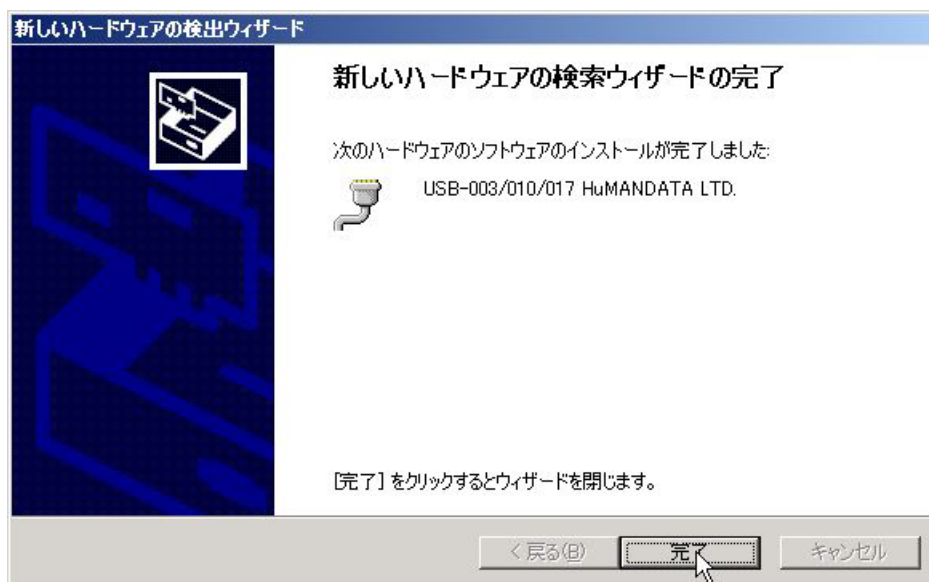 新しいハードウェアの検出ウィザード
新しいハードウェアの検索ウィザードの完了
次のハードウェアのソフトウェアのインストールが完了しました:
USB-003/010/017 HuMANDATA LTD.
[完了] をクリックするとウィザードを閉じます。
< 戻る(B)
完了
キャンセル